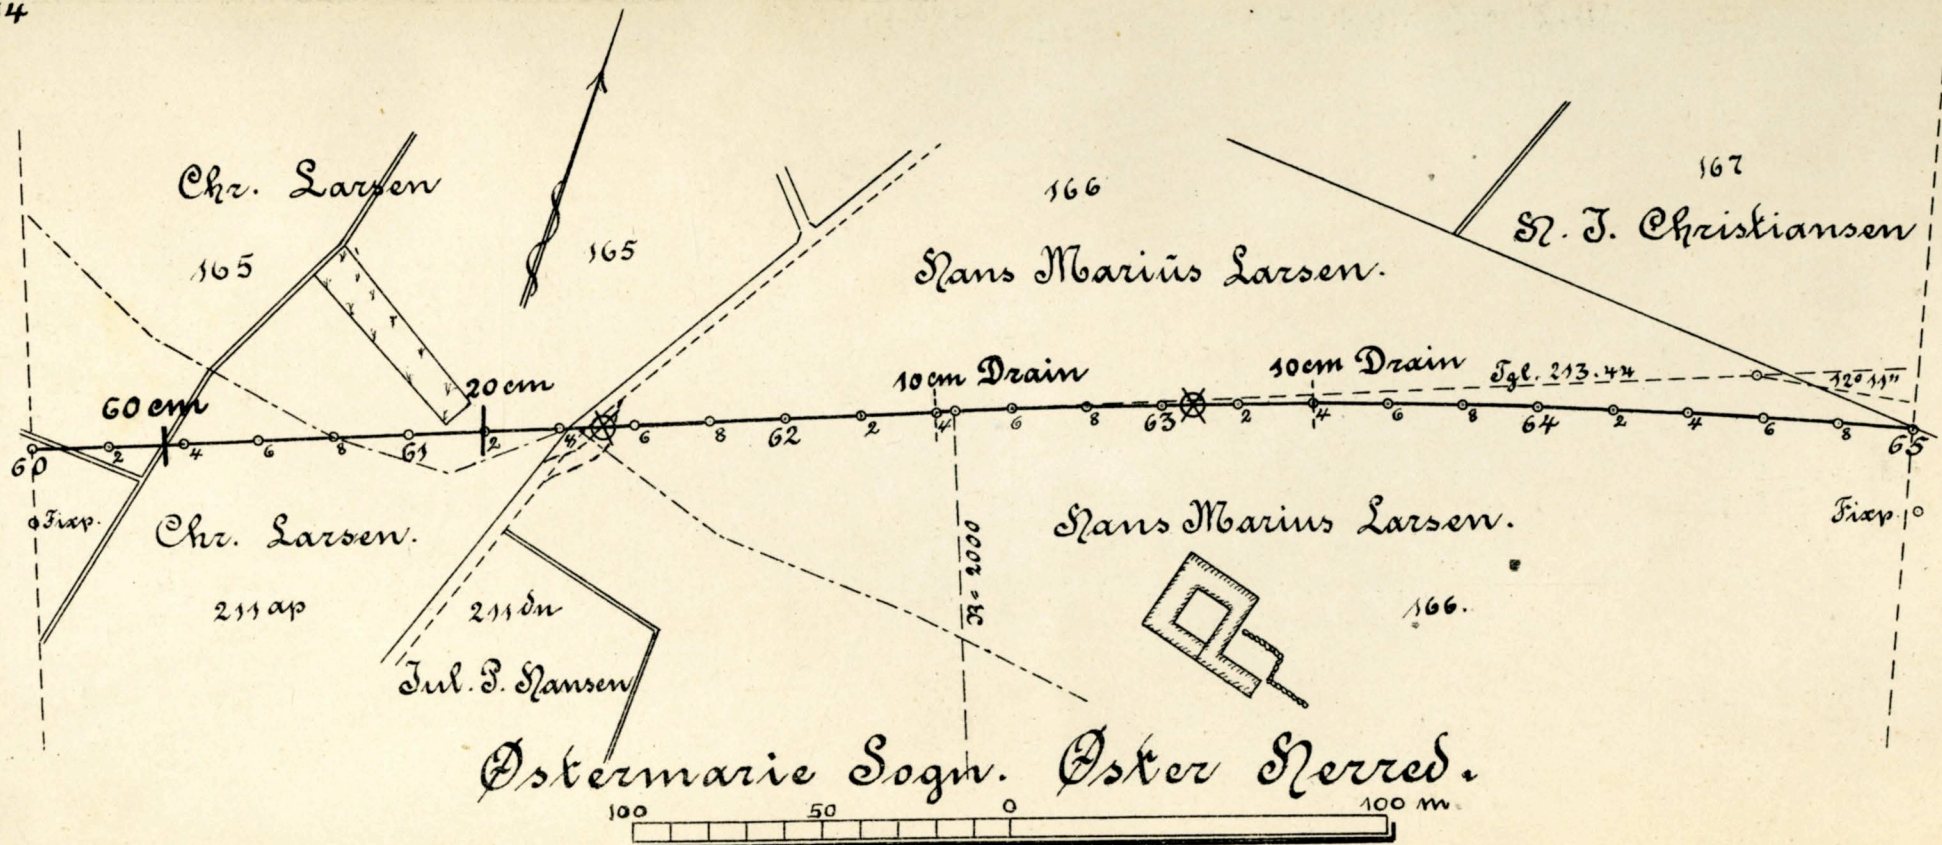 Chr. Larsen
165
165
166
Hans Marius Larsen.
167
H. J. Christiansen
60 cm
20 cm
10 cm Drain
10 cm Drain
Tgl. 213.44
12° 11"
60 2 4 6 8 61 2 4 6 8 62 2 4 6 8 63 2 4 6 8 64 2 4 6 8 65
Fixp.
Chr. Larsen.
211 ap
211 dn
Jul. P. Hansen
R = 2000
Hans Marius Larsen.
166.
Fixp.
Østermarie Sogn. Øster Herred.
100 50 0 100 m.